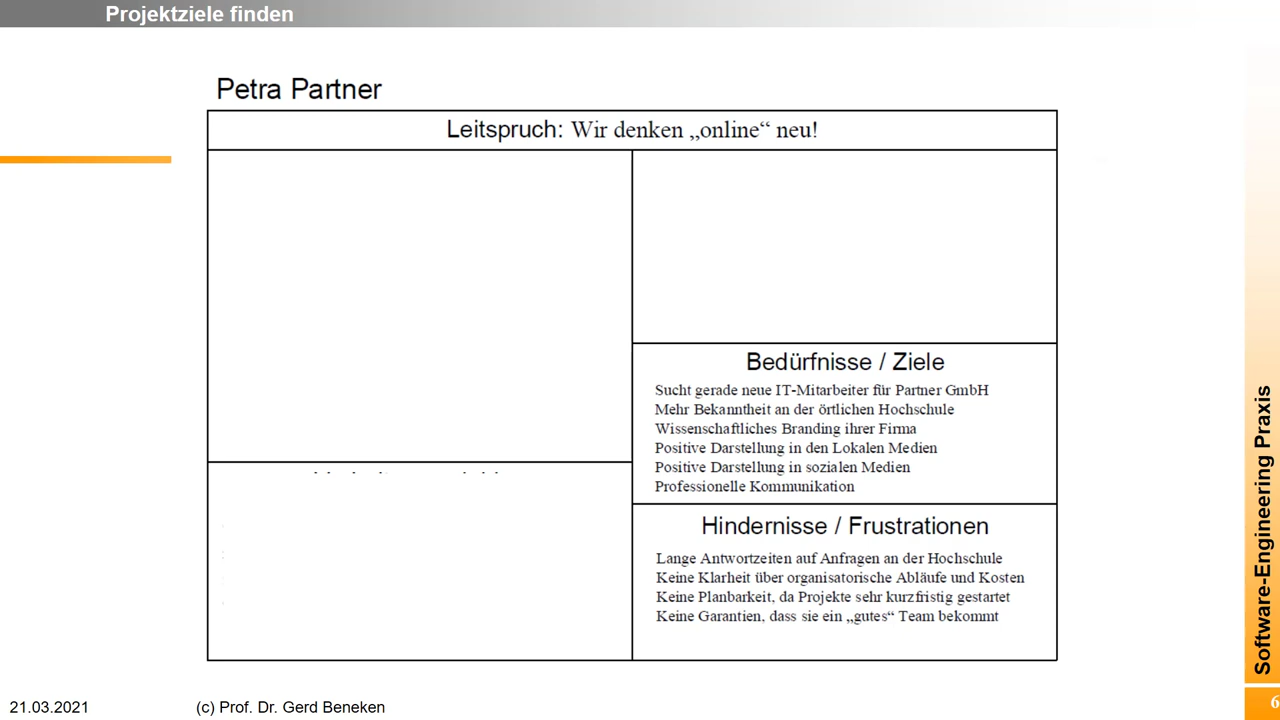 Projektziele finden
Petra Partner
Leitspruch: Wir denken „online“ neu!
Bedürfnisse / Ziele
Sucht gerade neue IT-Mitarbeiter für Partner GmbH
Mehr Bekanntheit an der örtlichen Hochschule
Wissenschaftliches Branding ihrer Firma
Positive Darstellung in den Lokalen Medien
Positive Darstellung in sozialen Medien
Professionelle Kommunikation
Hindernisse / Frustrationen
Lange Antwortzeiten auf Anfragen an der Hochschule
Keine Klarheit über organisatorische Abläufe und Kosten
Keine Planbarkeit, da Projekte sehr kurzfristig gestartet
Keine Garantien, dass sie ein „gutes“ Team bekommt
Software-Engineering Praxis
21.03.2021
(c) Prof. Dr. Gerd Beneken
6